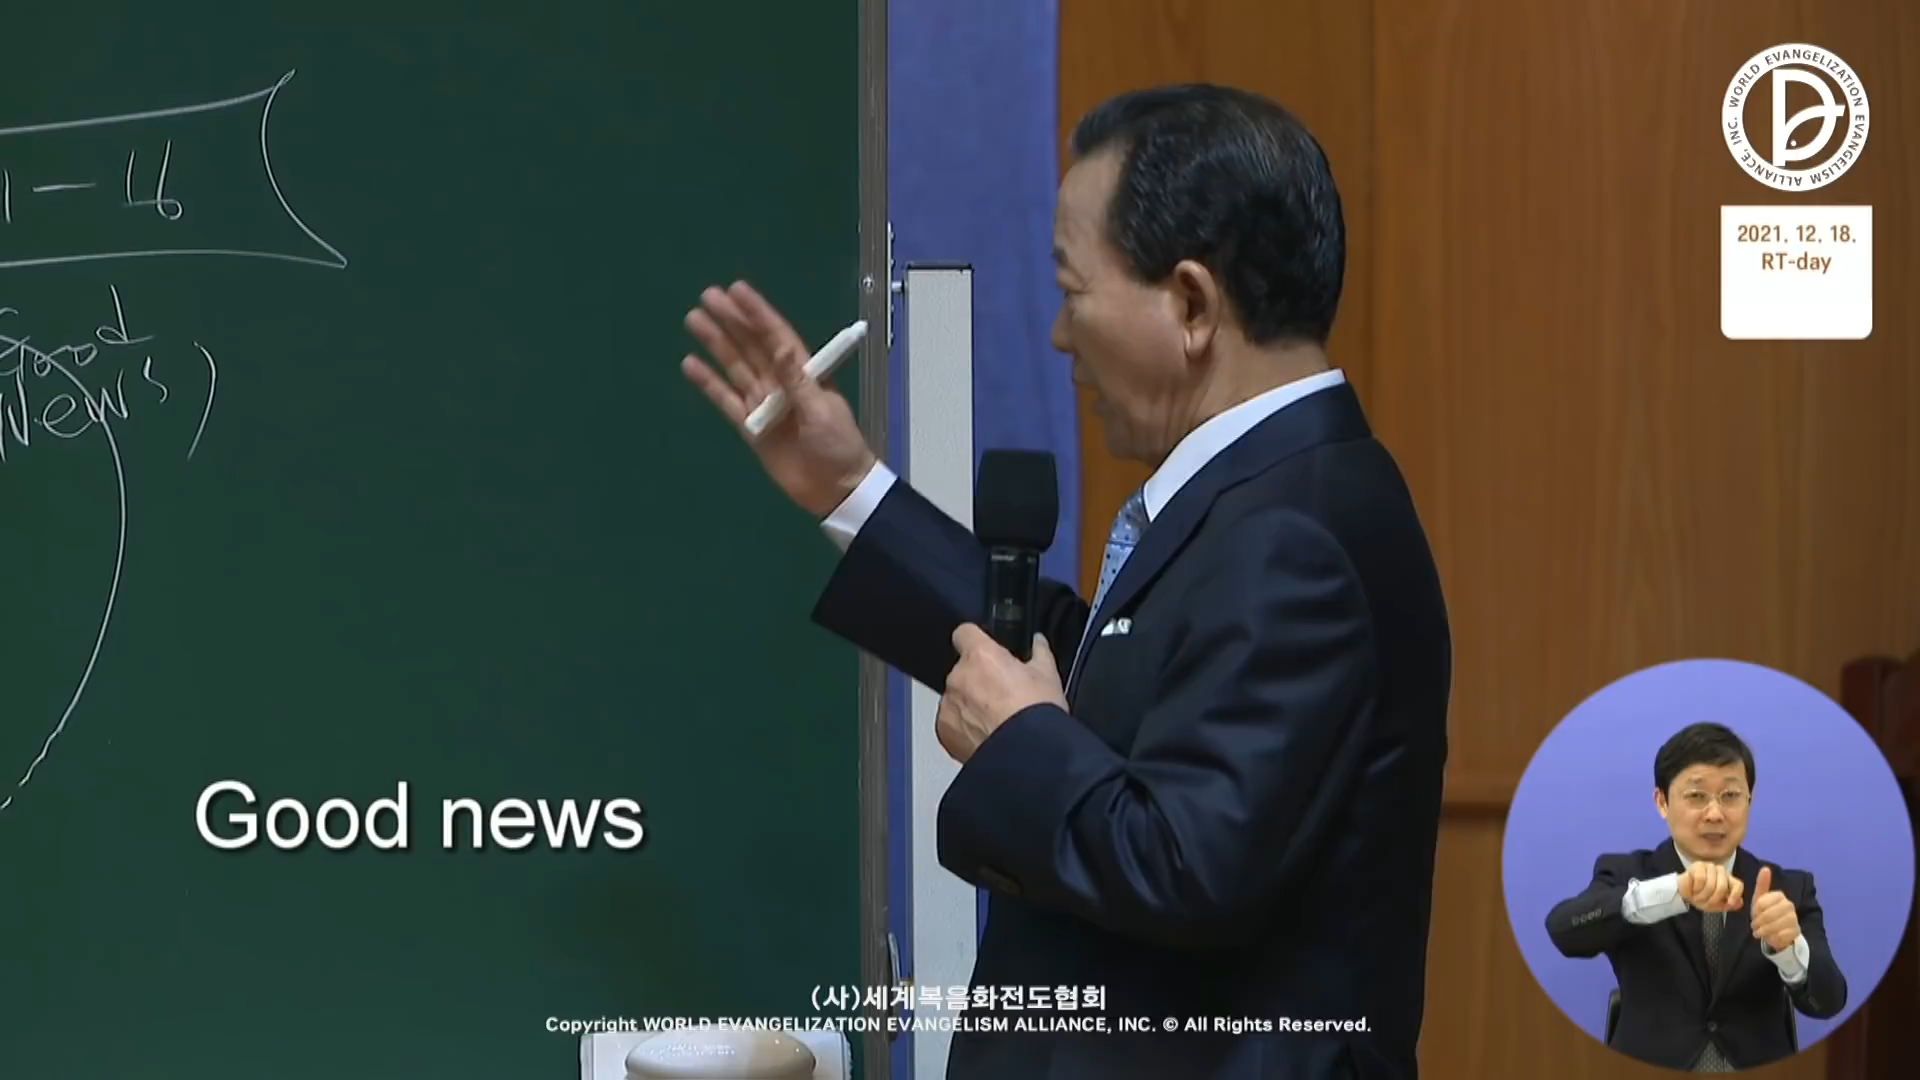 1 - 16
Good
News)
WORLD EVANGELIZATION EVANGELISM ALLIANCE, INC.
2021. 12. 18.
RT-day
Good news
(사)세계복음화전도협회
Copyright WORLD EVANGELIZATION EVANGELISM ALLIANCE, INC. © All Rights Reserved.